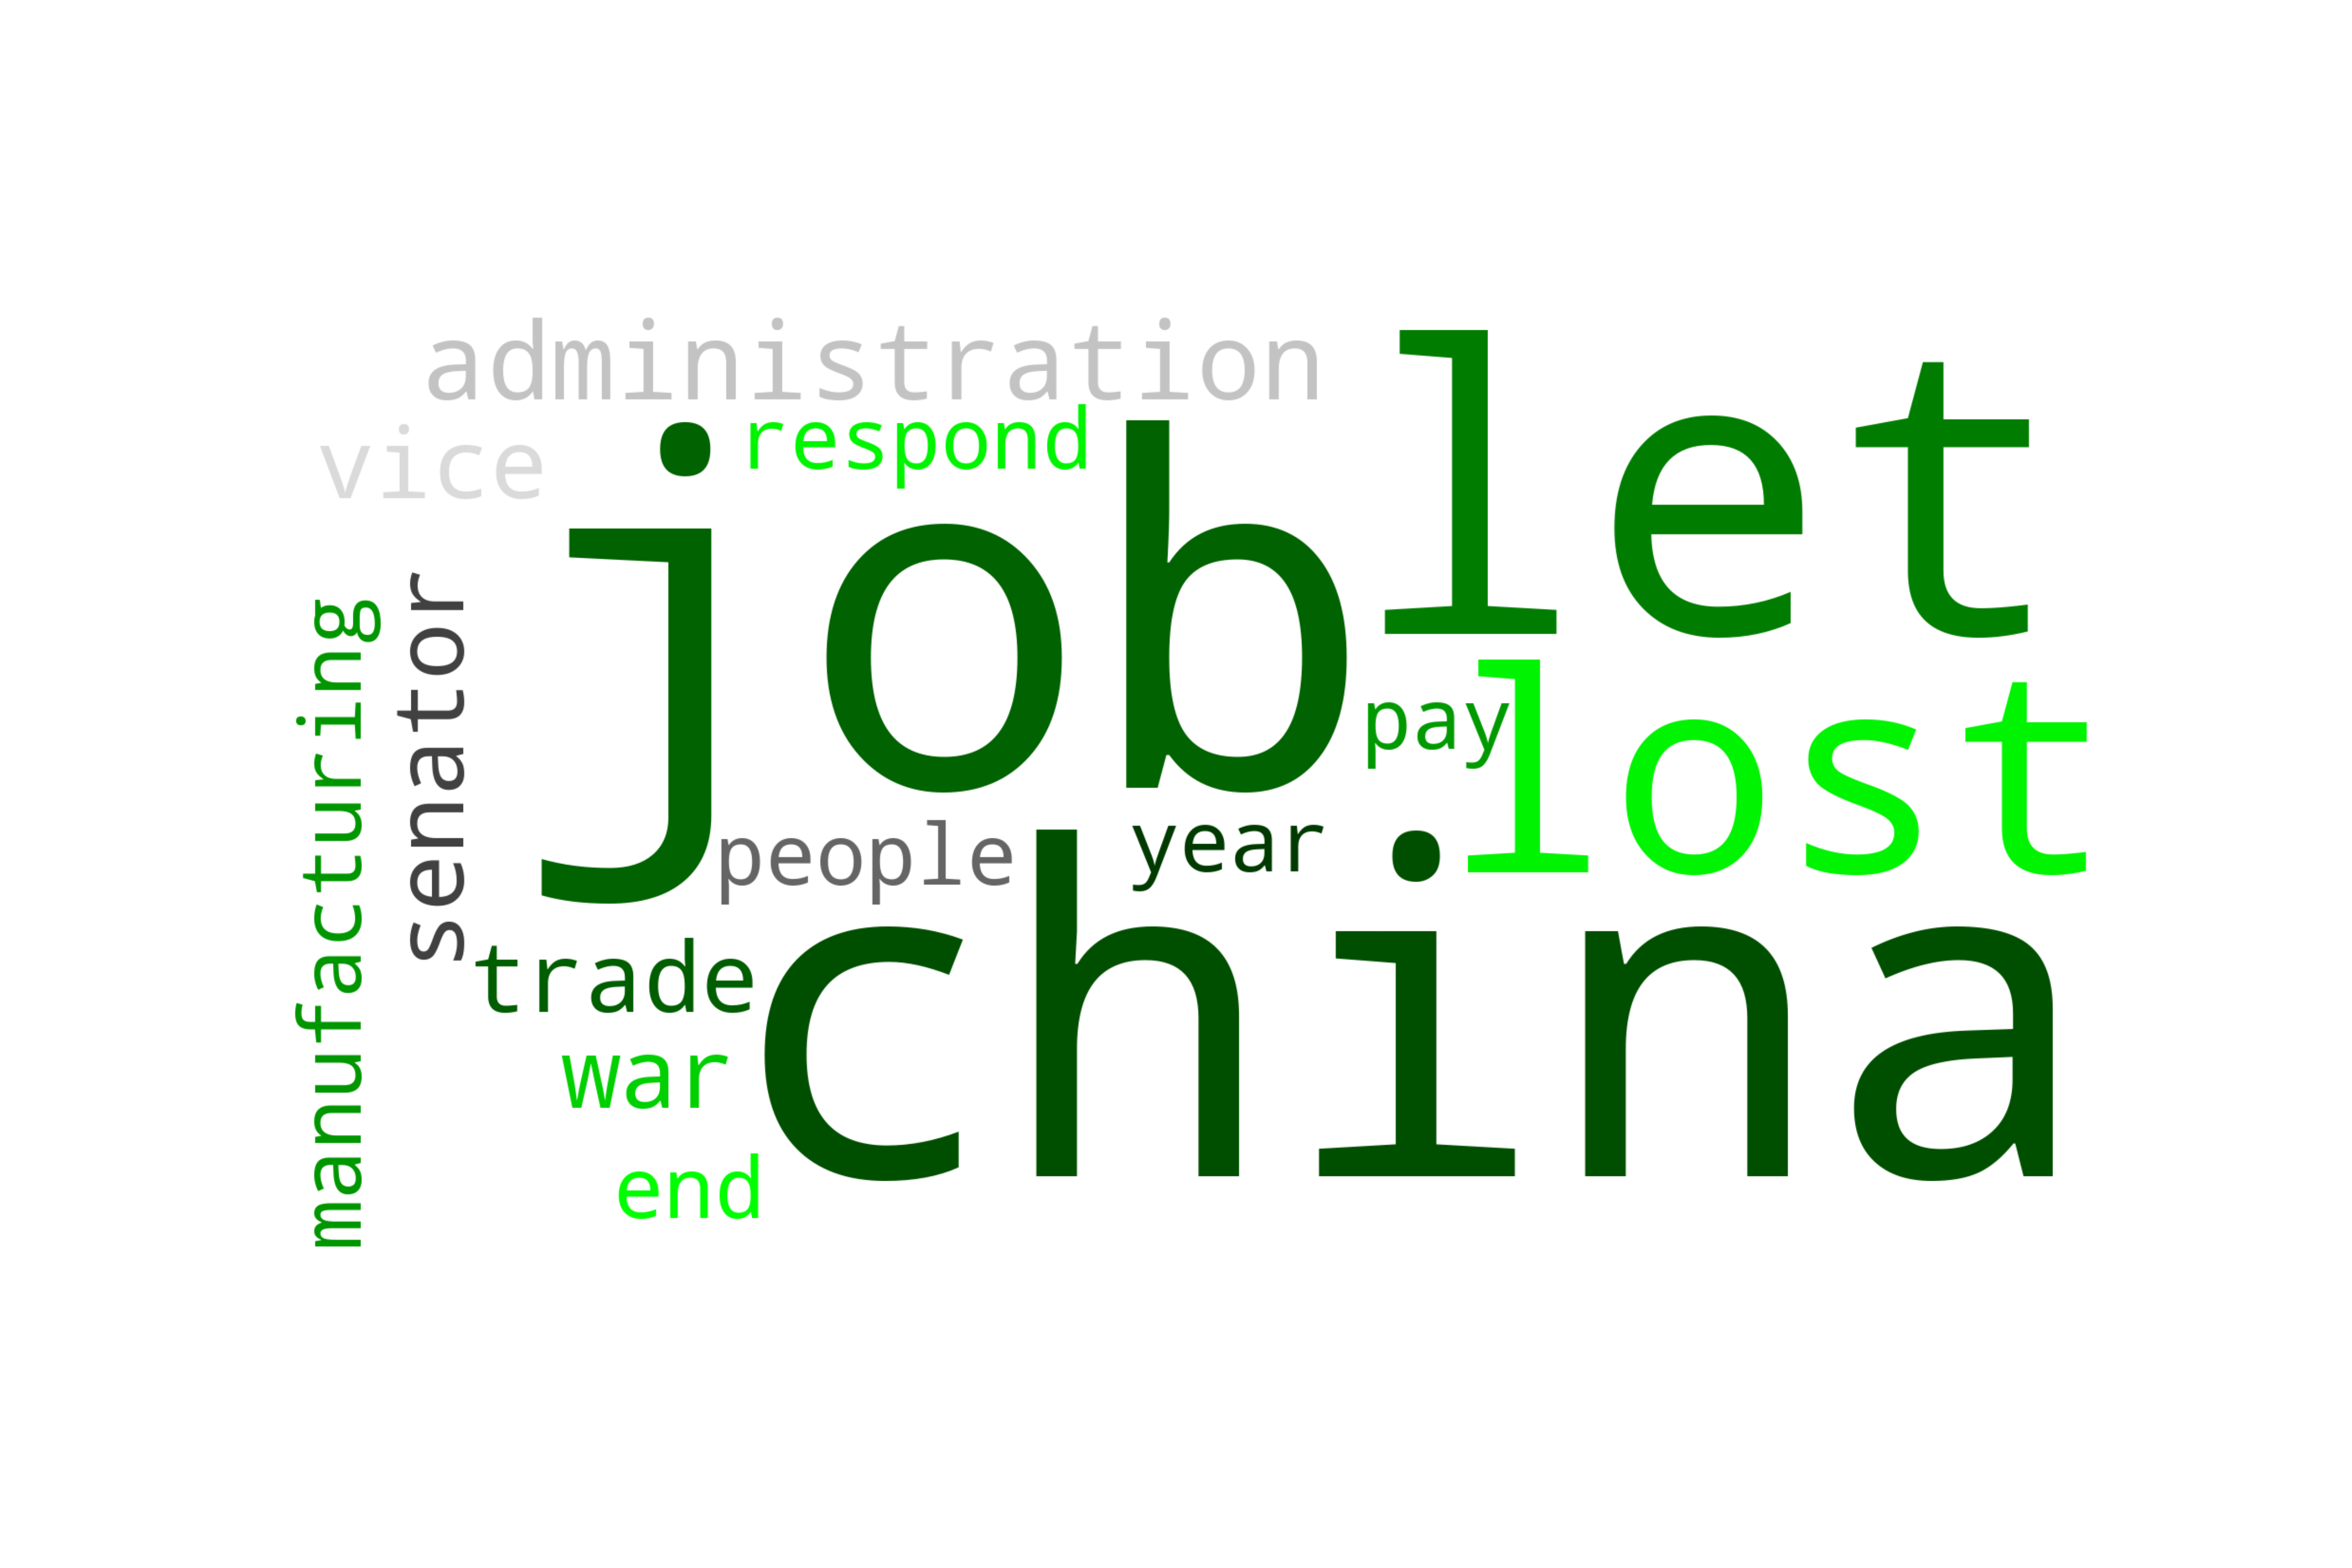 administration
let
respond
vice
job
manufacturing
senator
pay
lost
people
year
china
trade
war
end